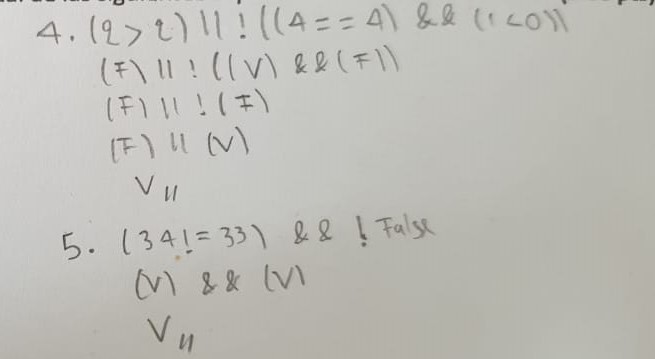 4. (2 > 2) || ! ((4 == 4) && (1 <0))
(F) || ! ((V) && (F))
(F) || ! (F)
(F) || (V)
V //
5. (34 != 33) && ! False
(V) && (V)
V //